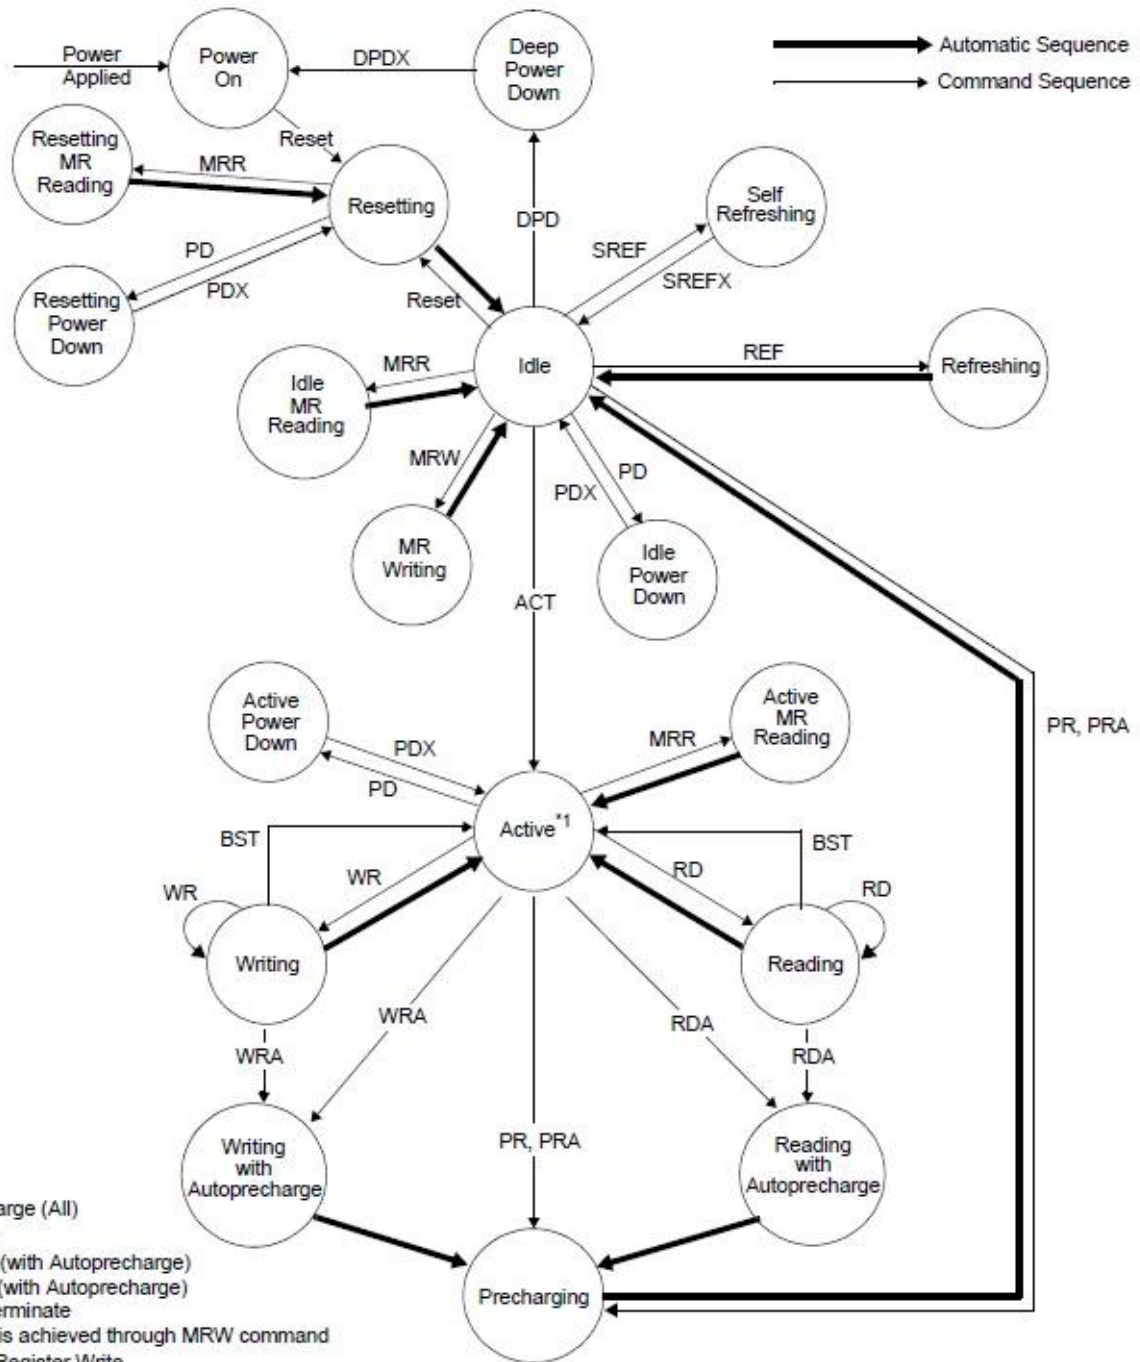 Power
Applied
Power
On
DPDX
Deep
Power
Down
Automatic Sequence
Command Sequence
Reset
Resetting
MR
Reading
MRR
Resetting
DPD
Self
Refreshing
SREF
SREFX
PD
PDX
Resetting
Power
Down
Reset
Idle
REF
Refreshing
MRR
Idle
MR
Reading
MRW
PD
PDX
MR
Writing
Idle
Power
Down
ACT
Active
Power
Down
PDX
PD
MRR
Active
MR
Reading
PR, PRA
Active*1
BST
BST
WR
WR
RD
RD
Writing
Reading
WRA
WRA
RDA
RDA
Writing
with
Autoprecharge
PR, PRA
Reading
with
Autoprecharge
Precharging
arge (All)
(with Autoprecharge)
(with Autoprecharge)
erminate
is achieved through MRW command
Register Write